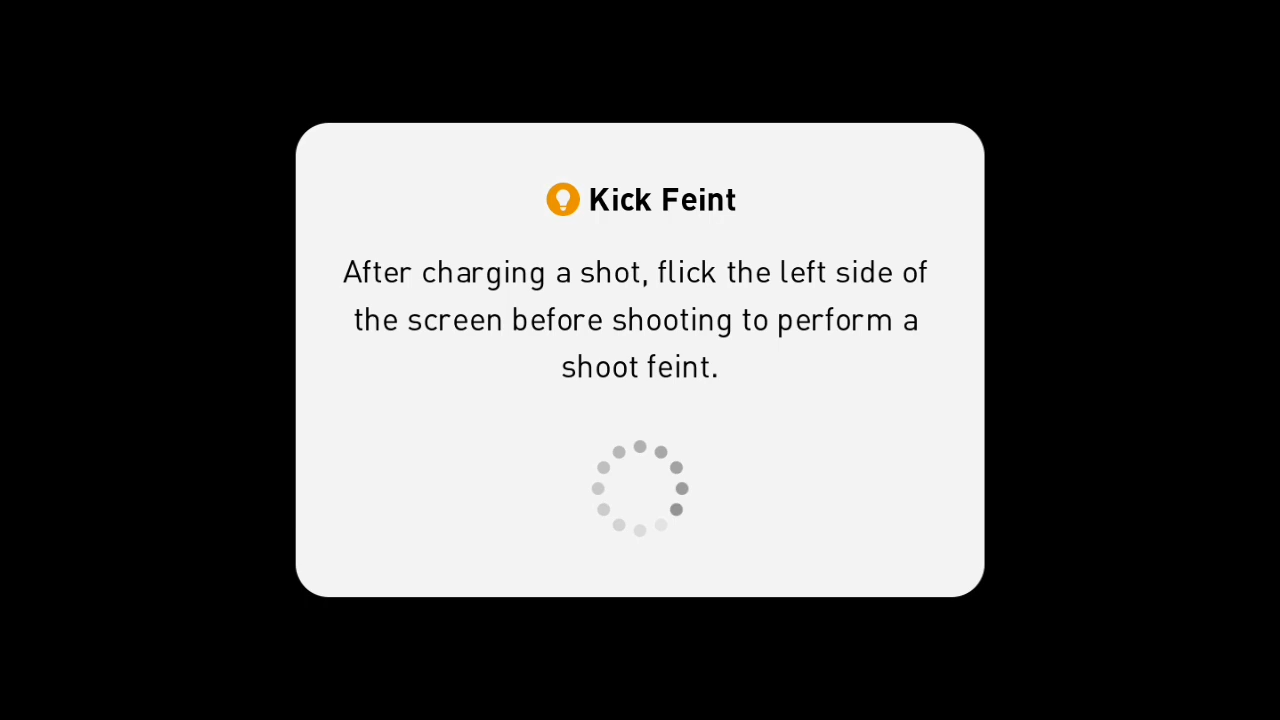 Kick Feint
After charging a shot, flick the left side of
the screen before shooting to perform a
shoot feint.